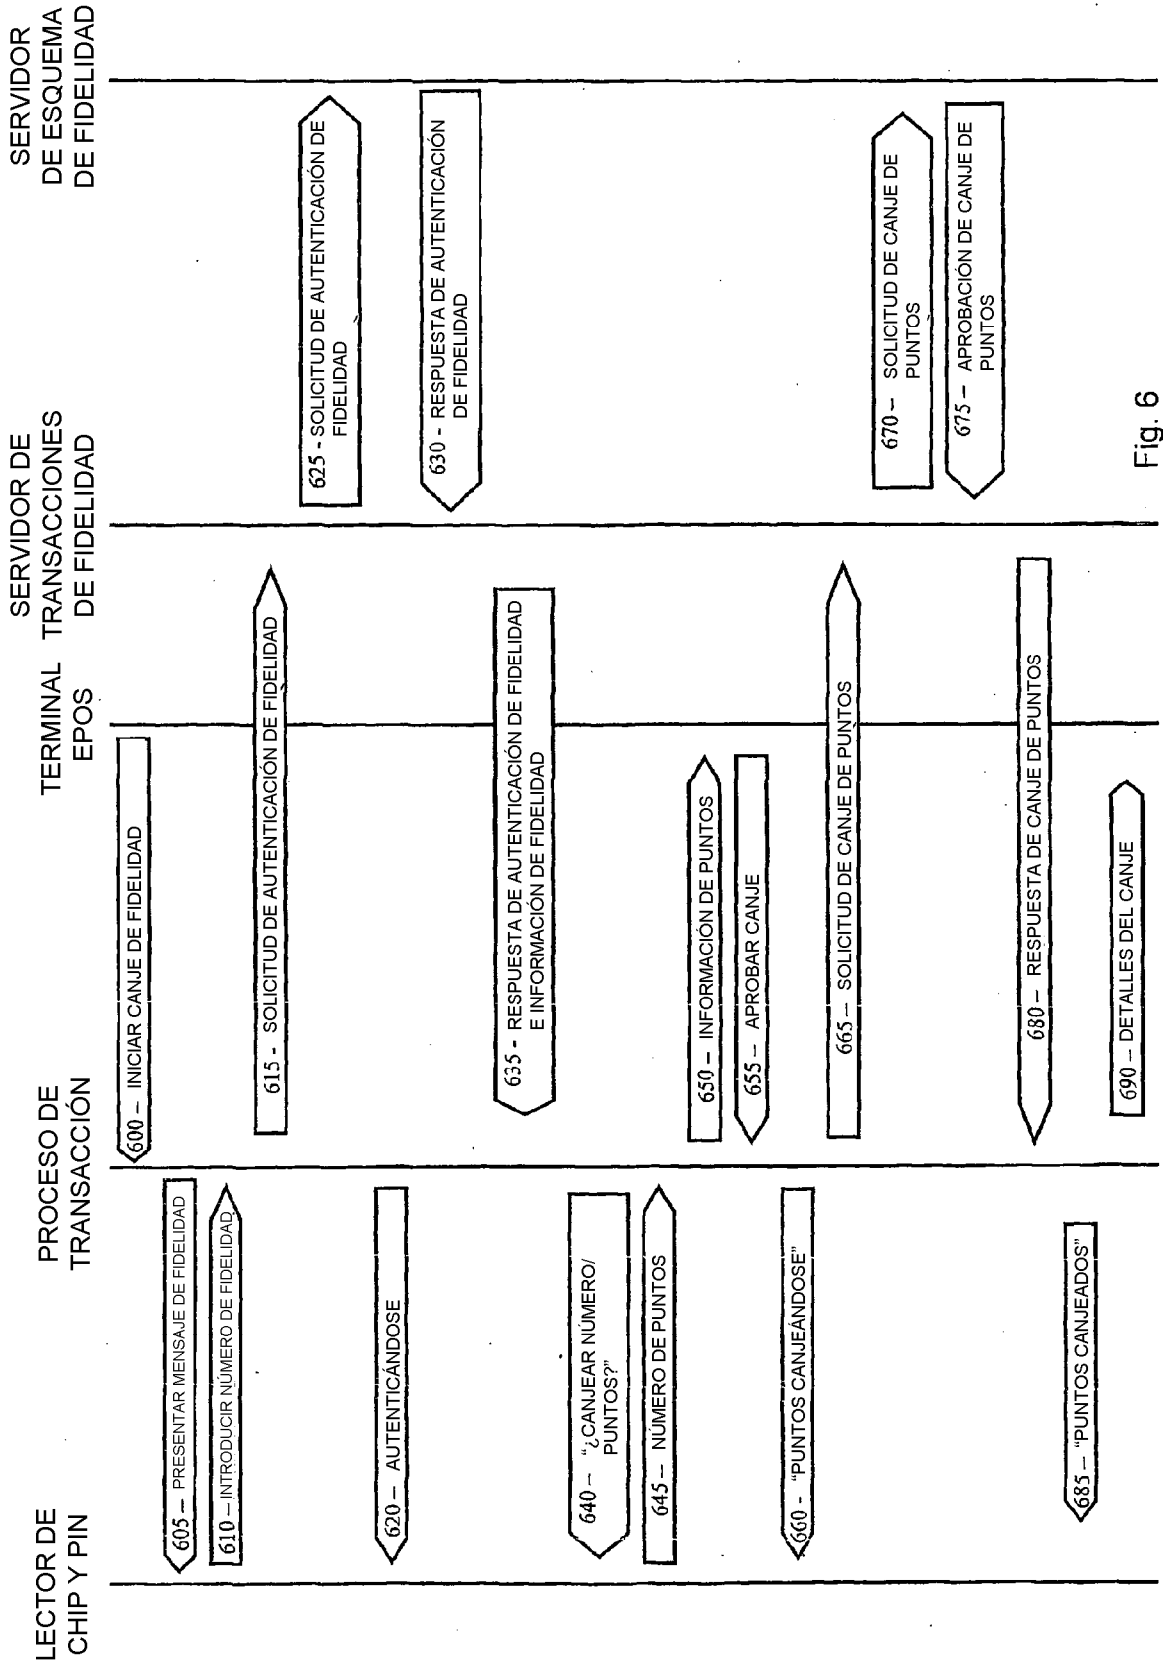 LECTOR DE
CHIP Y PIN
PROCESO DE
TRANSACCIÓN
TERMINAL
EPOS
SERVIDOR DE
TRANSACCIONES
DE FIDELIDAD
SERVIDOR
DE ESQUEMA
DE FIDELIDAD
600 – INICIAR CANJE DE FIDELIDAD
605 – PRESENTAR MENSAJE DE FIDELIDAD
610 – INTRODUCIR NÚMERO DE FIDELIDAD
615 - SOLICITUD DE AUTENTICACIÓN DE FIDELIDAD
625 - SOLICITUD DE AUTENTICACIÓN DE
FIDELIDAD
620 – AUTENTICÁNDOSE
630 - RESPUESTA DE AUTENTICACIÓN
DE FIDELIDAD
635 - RESPUESTA DE AUTENTICACIÓN DE FIDELIDAD
E INFORMACIÓN DE FIDELIDAD
640 – “¿CANJEAR NÚMERO/
PUNTOS?”
645 – NÚMERO DE PUNTOS
650 – INFORMACIÓN DE PUNTOS
655 – APROBAR CANJE
660 - “PUNTOS CANJEÁNDOSE”
665 – SOLICITUD DE CANJE DE PUNTOS
670 – SOLICITUD DE CANJE DE
PUNTOS
675 – APROBACIÓN DE CANJE DE
PUNTOS
680 – RESPUESTA DE CANJE DE PUNTOS
685 – “PUNTOS CANJEADOS”
690 – DETALLES DEL CANJE
Fig. 6